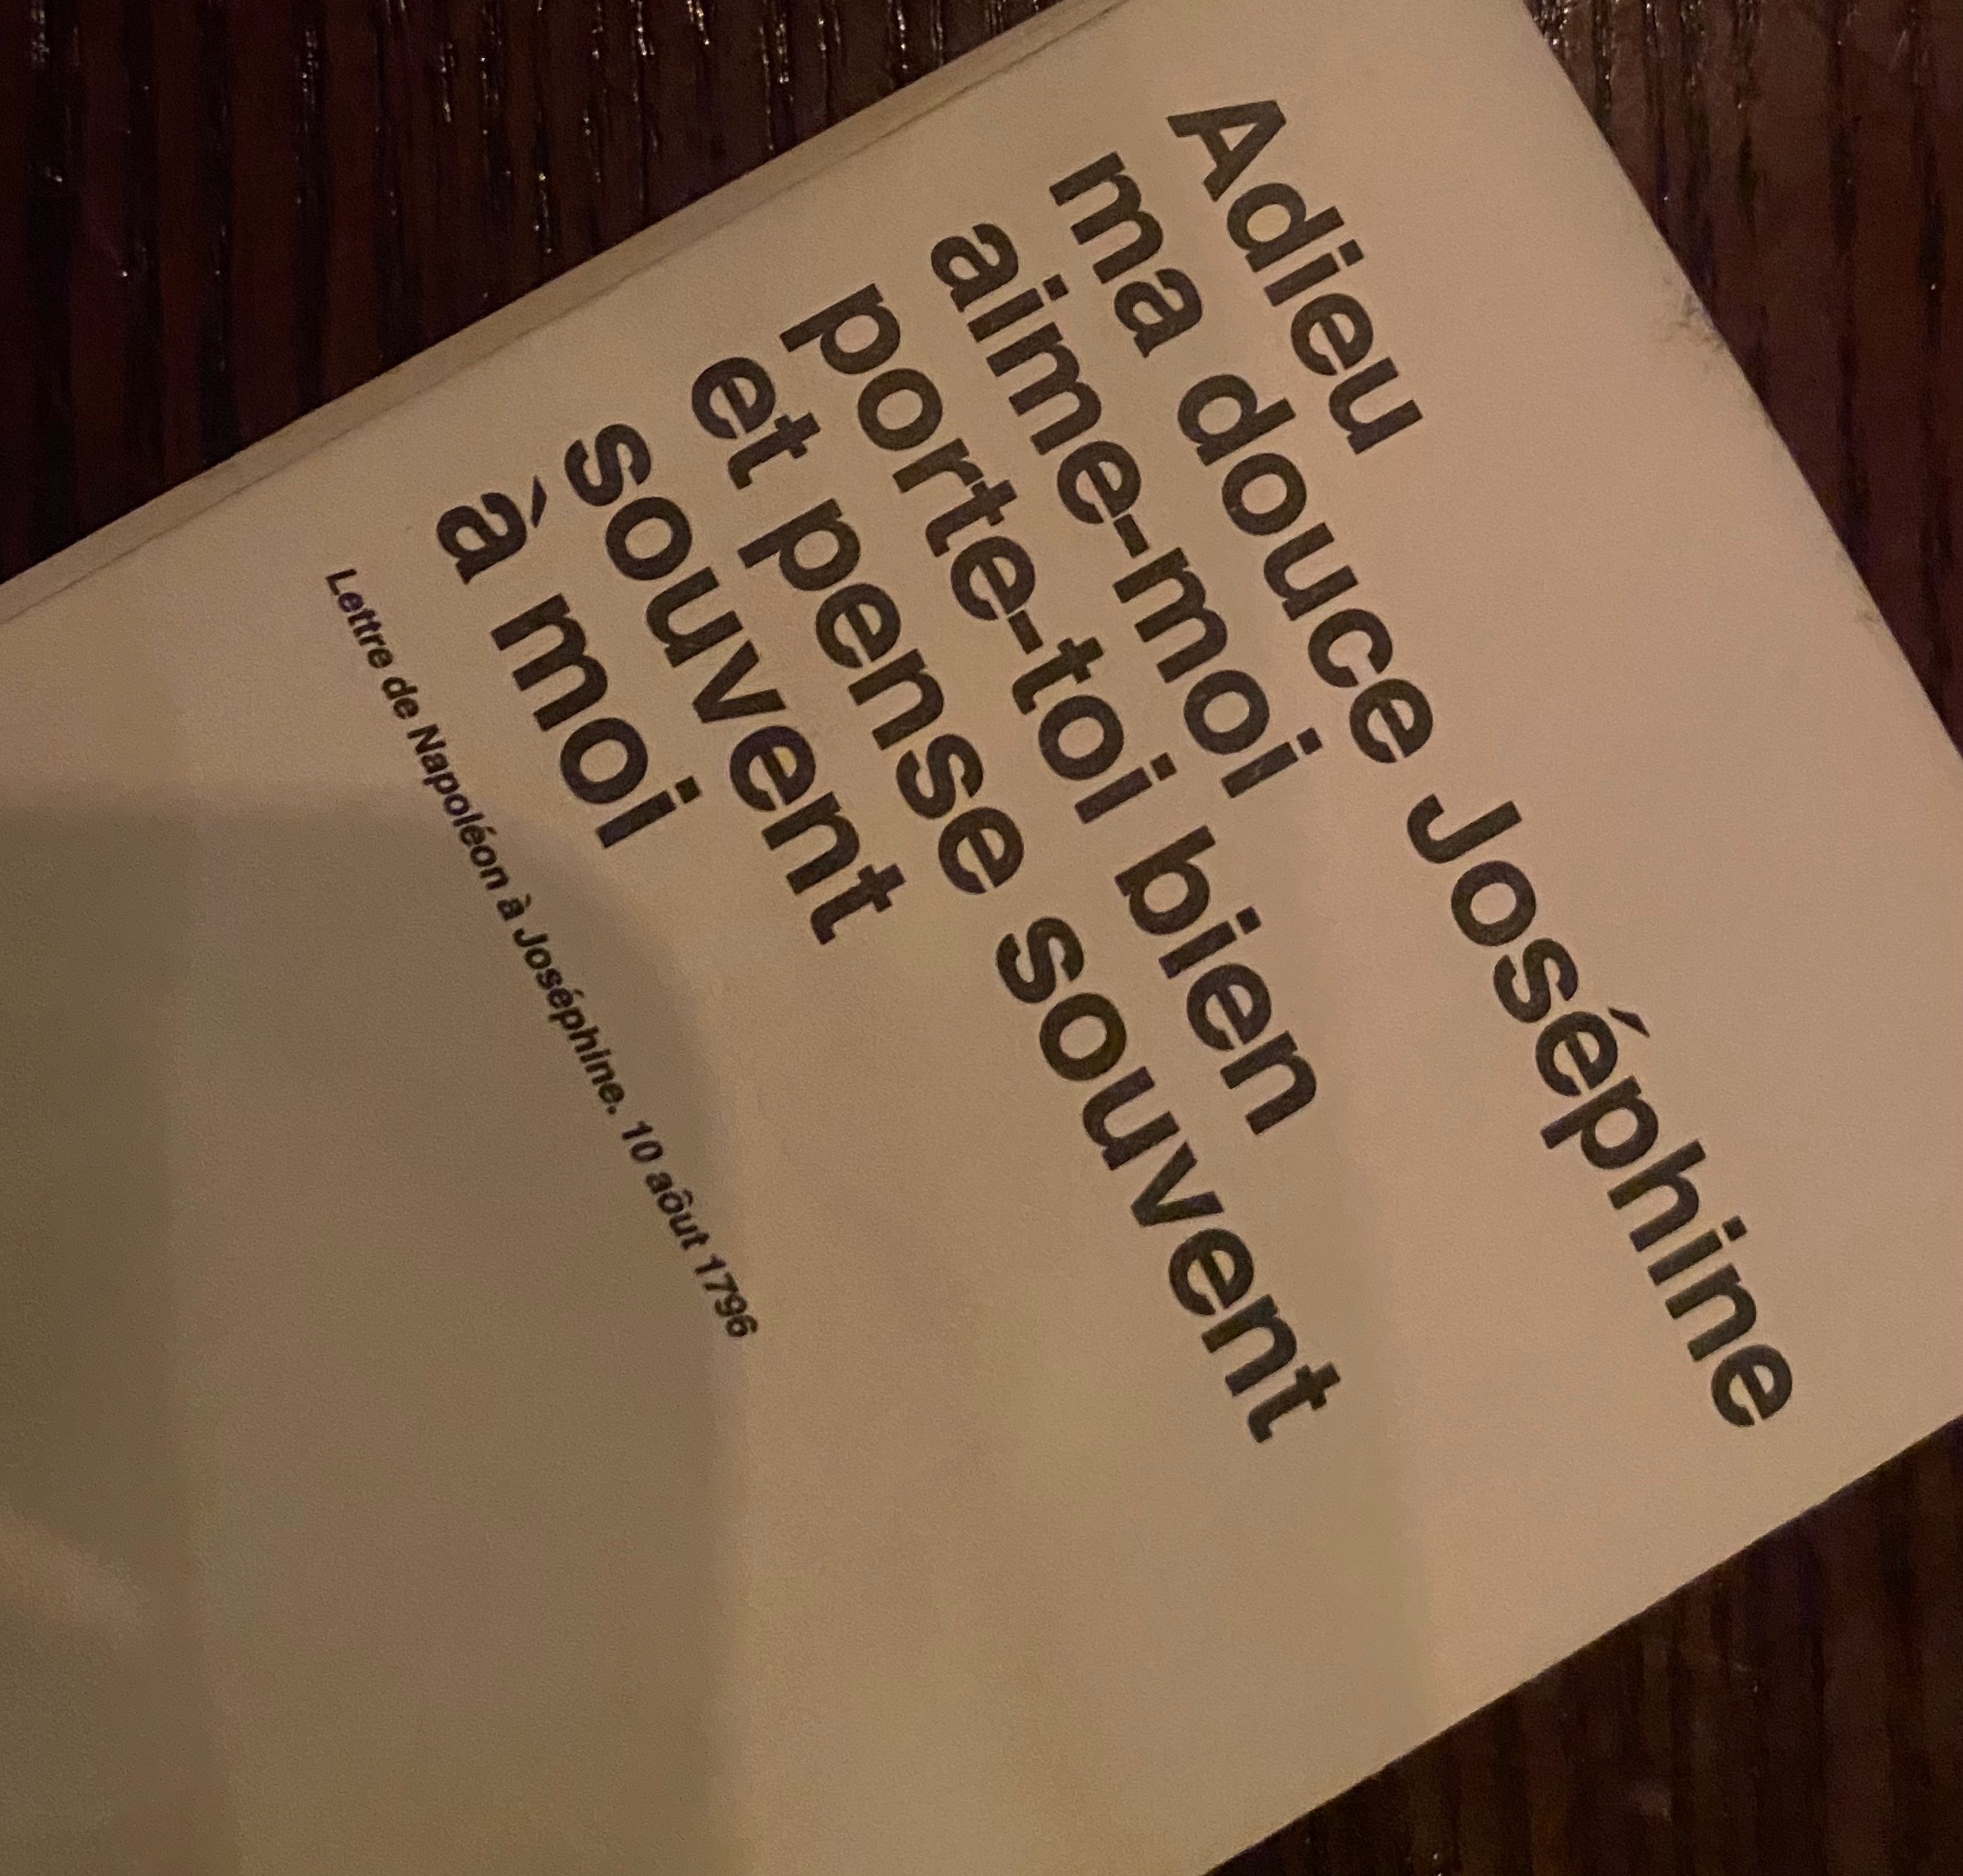 Adieu
ma douce Joséphine
aime-moi
porte-toi bien
et pense souvent
souvent
à moi
Lettre de Napoléon à Joséphine. 10 aôut 1796